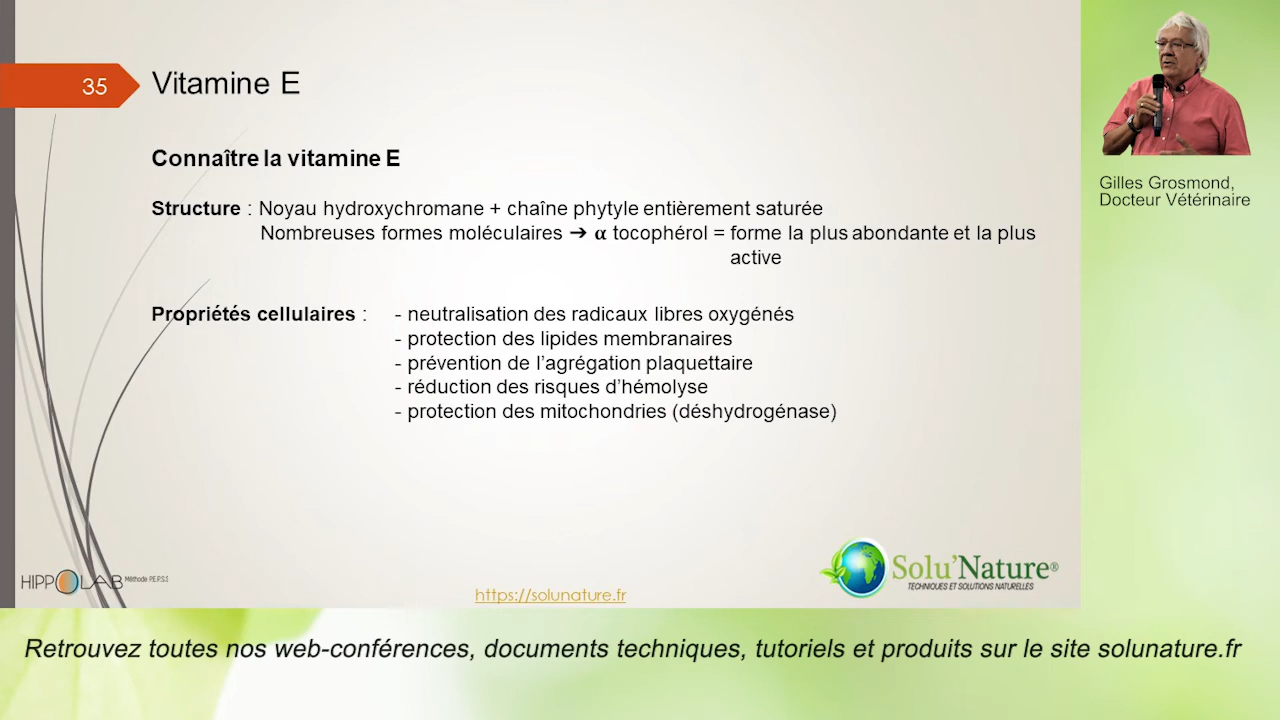 35
Vitamine E
Connaître la vitamine E
Structure : Noyau hydroxychromane + chaîne phytyle entièrement saturée
Nombreuses formes moléculaires ➔ α tocophérol = forme la plus abondante et la plus
active
Propriétés cellulaires : - neutralisation des radicaux libres oxygénés
- protection des lipides membranaires
- prévention de l’agrégation plaquettaire
- réduction des risques d’hémolyse
- protection des mitochondries (déshydrogénase)
Gilles Grosmond,
Docteur Vétérinaire
HIPPOLAB Méthode P.E.P.S.S
https://solunature.fr
Solu’Nature®
TECHNIQUES ET SOLUTIONS NATURELLES
Retrouvez toutes nos web-conférences, documents techniques, tutoriels et produits sur le site solunature.fr